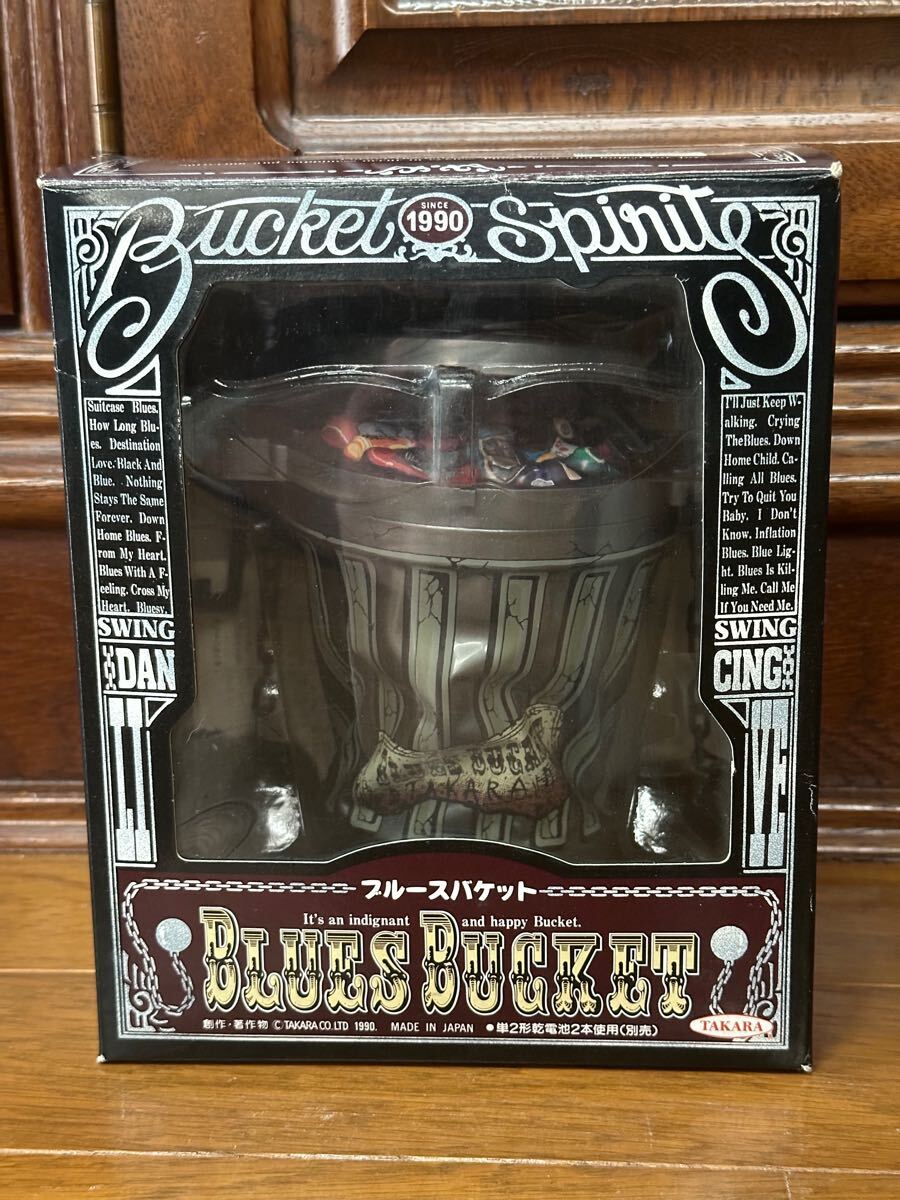 Bucket SINCE 1990 Spirits
Suitcase Blues.
How Long Blu-
es. Destination
Love. Black And
Blue. Nothing
Stays The Same
Forever. Down
Home Blues. F-
rom My Heart.
Blues With A F-
eeling. Cross My
Heart. Bluesy.
SWING
DAN
LI
I'll Just Keep W-
alking. Crying
The Blues. Down
Home Child. Ca-
lling All Blues.
Try To Quit You
Baby. I Don't
Know. Inflation
Blues. Blue Lig-
ht. Blues Is Kil-
ling Me. Call Me
If You Need Me.
SWING
CING
VE
BLUES BUCKET
TAKARA
ブルースバケット
It's an indignant and happy Bucket.
BLUES BUCKET
創作・著作物 ©TAKARA CO.LTD 1990. MADE IN JAPAN ●単2形乾電池2本使用(別売)
TAKARA